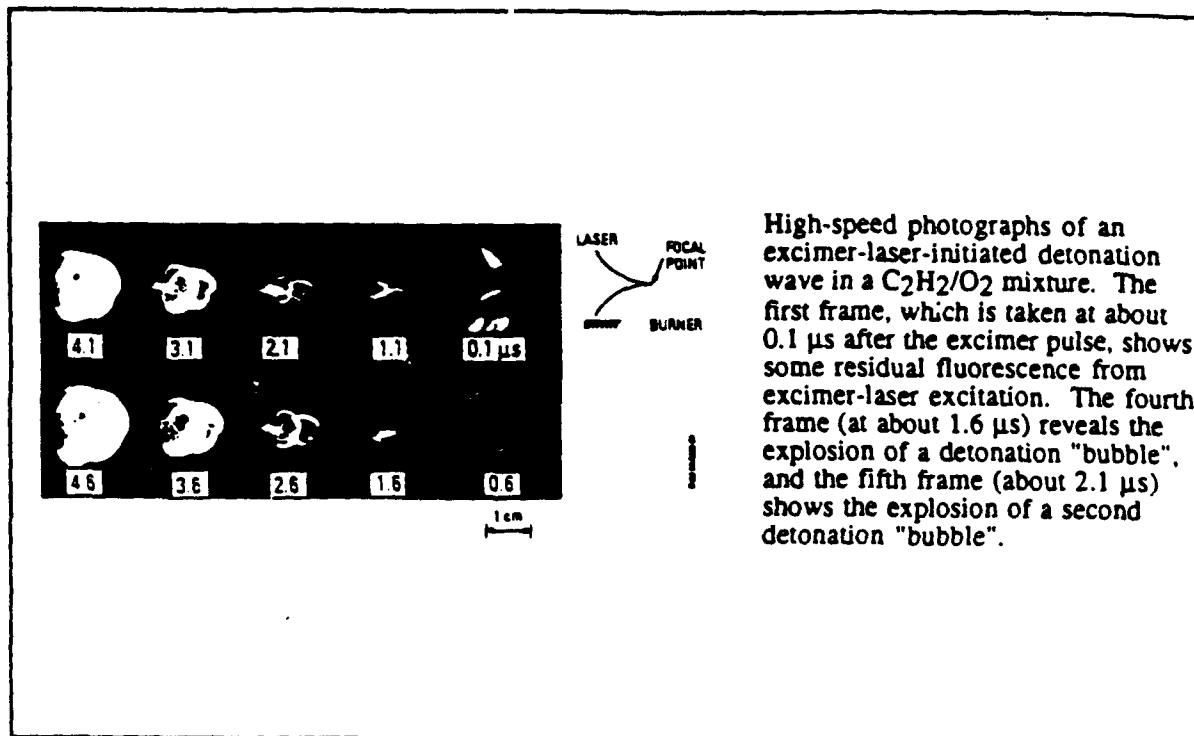 LASER
FOCAL
POINT
BURNER
4.1 3.1 2.1 1.1 0.1 µs
4.6 3.6 2.6 1.6 0.6
1 cm
High-speed photographs of an
excimer-laser-initiated detonation
wave in a C2H2/O2 mixture. The
first frame, which is taken at about
0.1 µs after the excimer pulse, shows
some residual fluorescence from
excimer-laser excitation. The fourth
frame (at about 1.6 µs) reveals the
explosion of a detonation "bubble",
and the fifth frame (about 2.1 µs)
shows the explosion of a second
detonation "bubble".